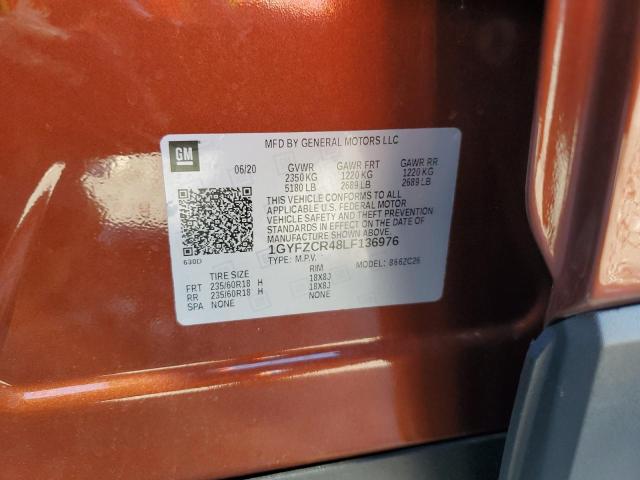 MFD BY GENERAL MOTORS LLC
GM
06/20 GVWR GAWR FRT GAWR RR
2350 KG 1220 KG 1220 KG
5180 LB 2689 LB 2689 LB
THIS VEHICLE CONFORMS TO ALL
APPLICABLE U.S. FEDERAL MOTOR
VEHICLE SAFETY AND THEFT PREVENTION
STANDARDS IN EFFECT ON THE DATE OF
MANUFACTURE SHOWN ABOVE.
1GYFZCR48LF136976
630D
TYPE: M.P.V. MODEL: 866ZC26
TIRE SIZE RIM
FRT 235/60R18 H 18X8J
RR 235/60R18 H 18X8J
SPA NONE NONE